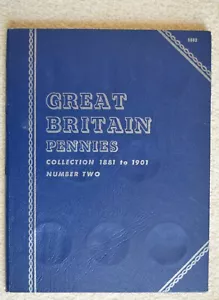 GREAT
BRITAIN
PENNIES
COLLECTION 1881 to 1901
NUMBER TWO